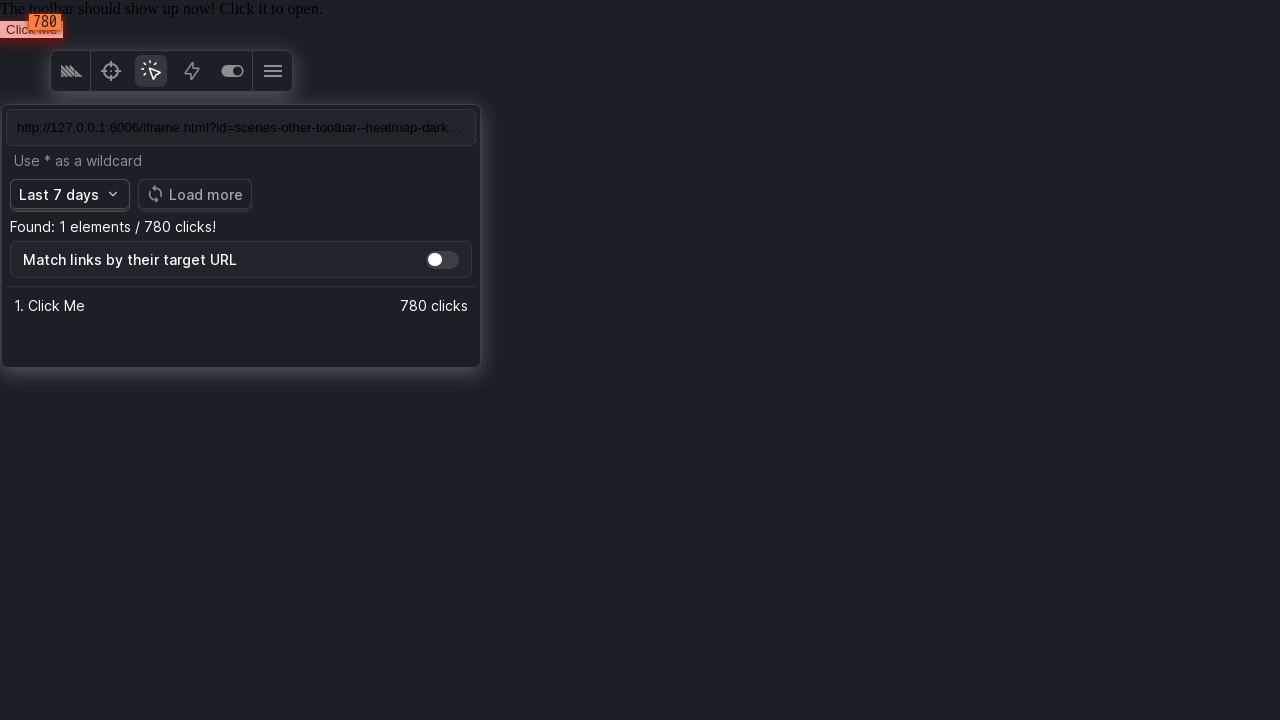 The toolbar should show up now! Click it to open.
780
Click Me
http://127.0.0.1:6006/iframe.html?id=scenes-other-toolbar--heatmap-dark...
Use * as a wildcard
Last 7 days
Load more
Found: 1 elements / 780 clicks!
Match links by their target URL
1. Click Me 780 clicks